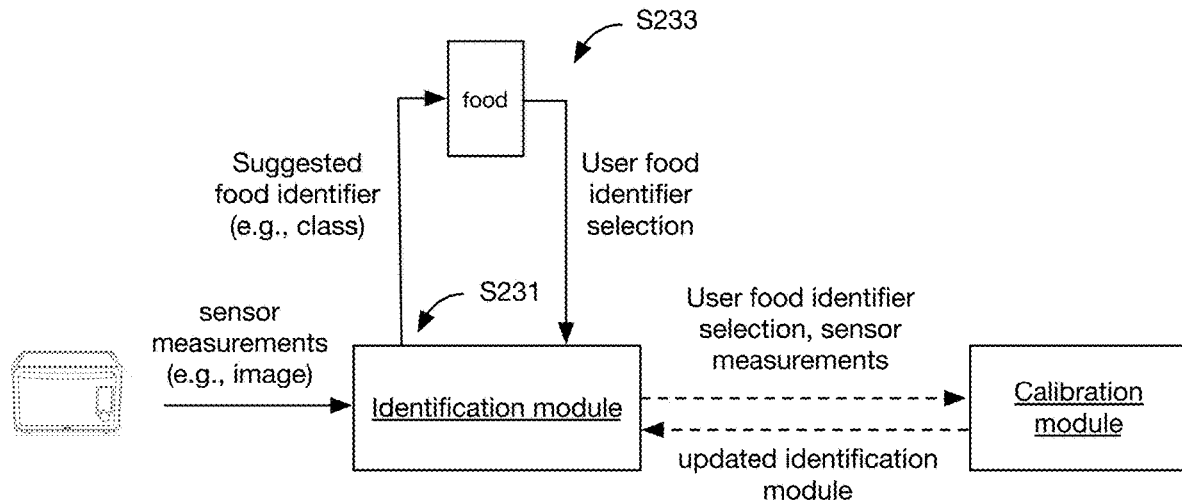 S233
food
Suggested
food identifier
(e.g., class)
User food
identifier
selection
S231
sensor
measurements
(e.g., image)
Identification module
User food identifier
selection, sensor
measurements
updated identification
module
Calibration
module